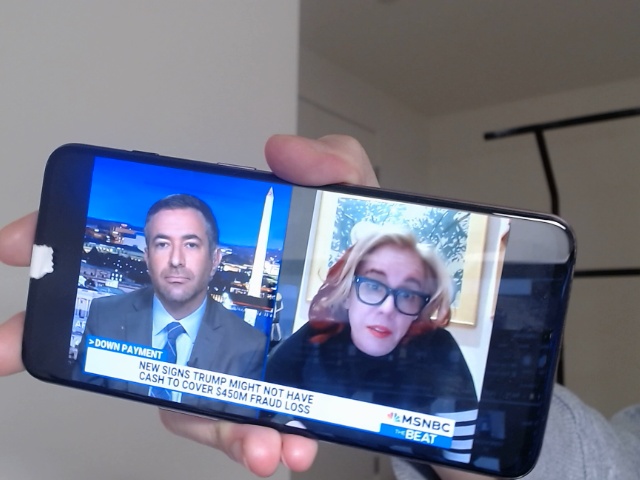 > DOWN PAYMENT
NEW SIGNS TRUMP MIGHT NOT HAVE
CASH TO COVER $450M FRAUD LOSS
MSNBC
THE BEAT